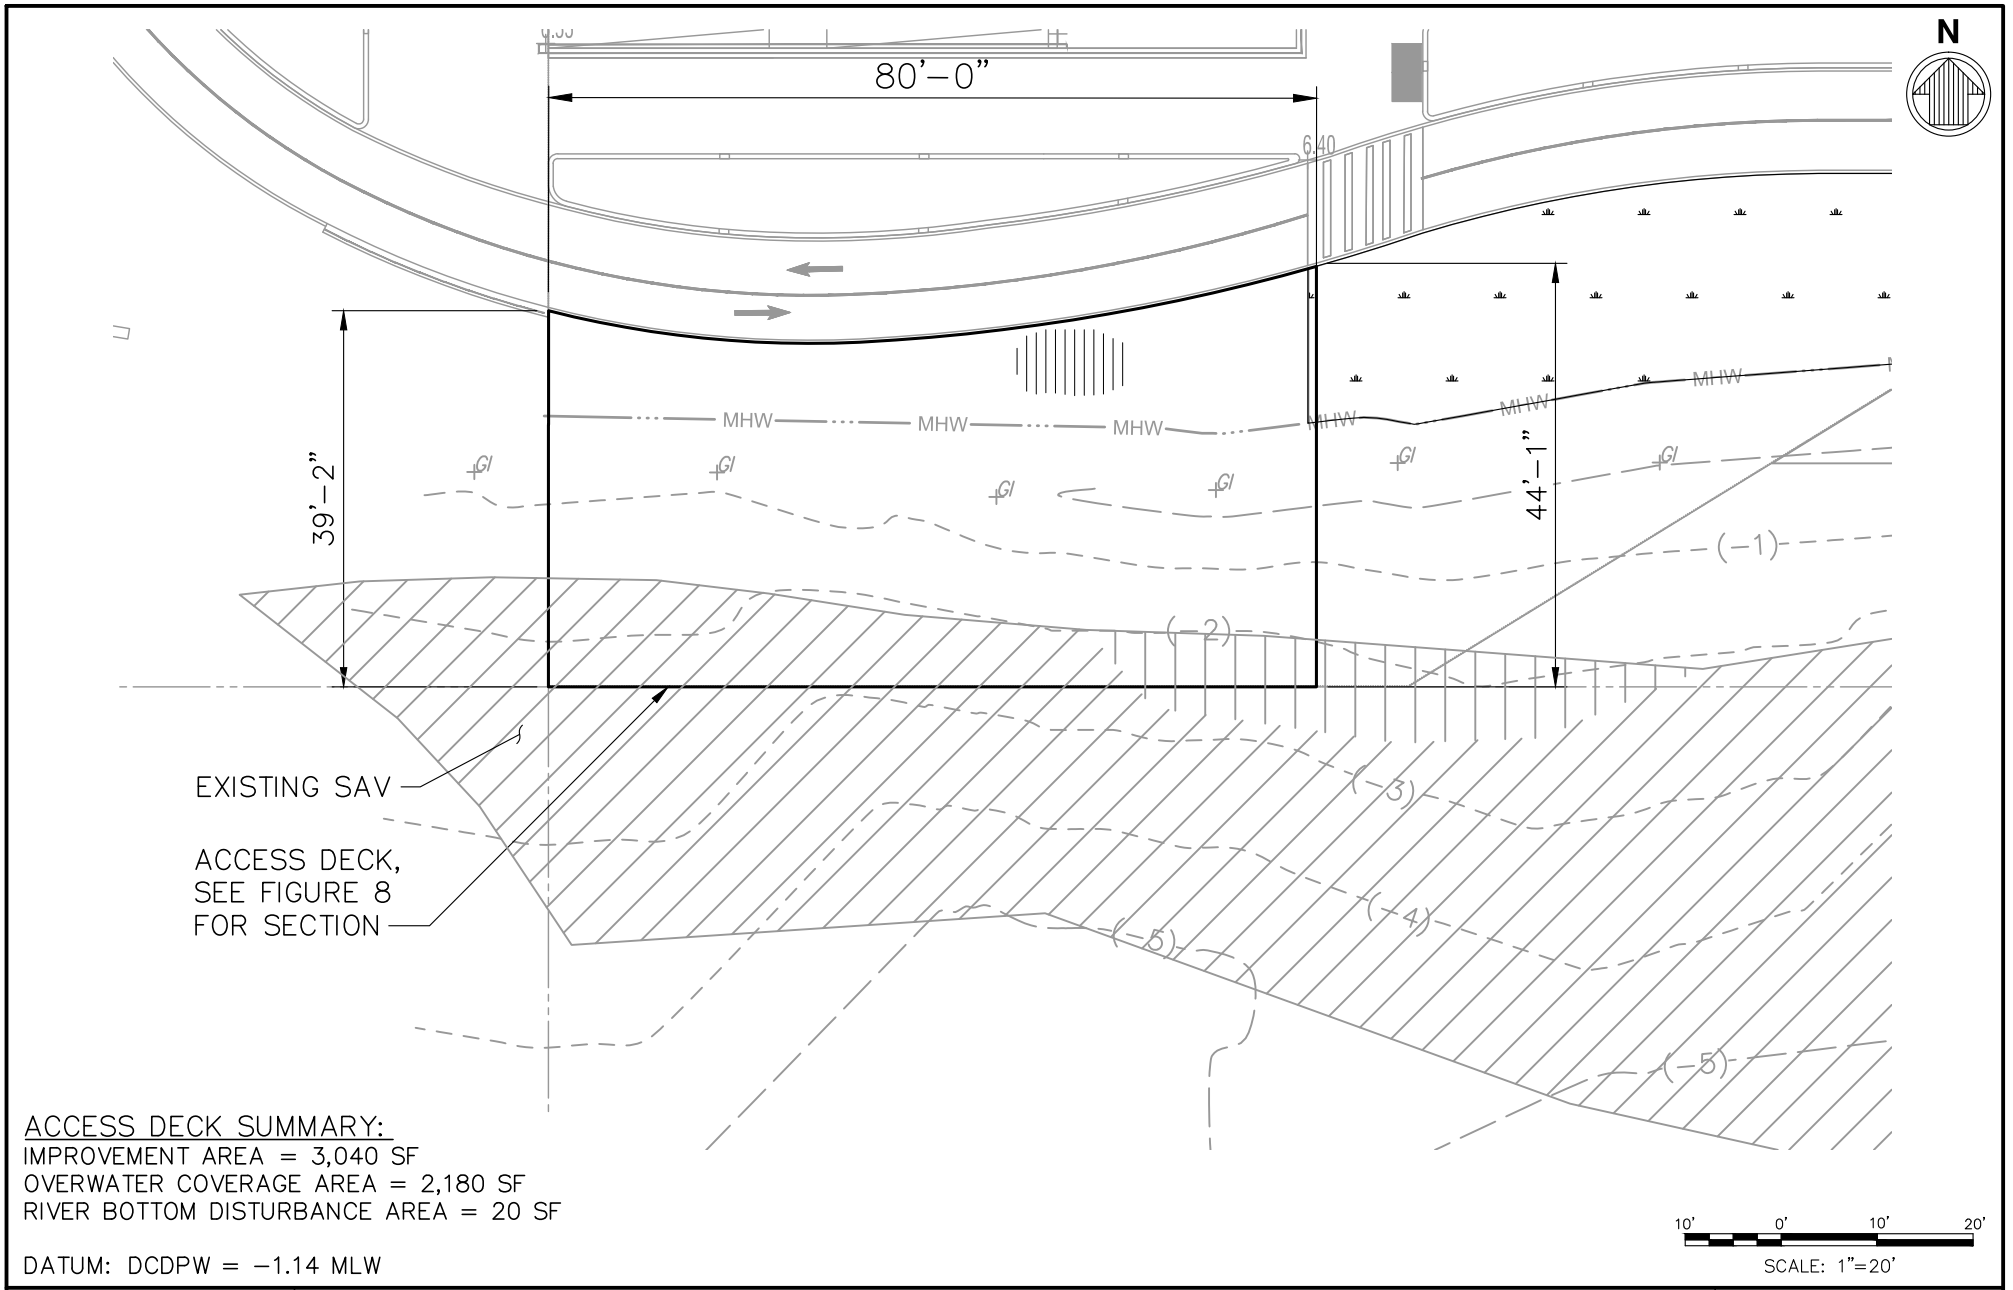 N
80'-0"
6.40
MHW
MHW
MHW
MHW
MHW
MHW
GI
GI
GI
GI
GI
GI
39'-2"
44'-1"
(-1)
(-2)
(-3)
(-4)
(-5)
(-5)
EXISTING SAV
ACCESS DECK,
SEE FIGURE 8
FOR SECTION
ACCESS DECK SUMMARY:
IMPROVEMENT AREA = 3,040 SF
OVERWATER COVERAGE AREA = 2,180 SF
RIVER BOTTOM DISTURBANCE AREA = 20 SF
DATUM: DCDPW = -1.14 MLW
10' 0' 10' 20'
SCALE: 1"=20'